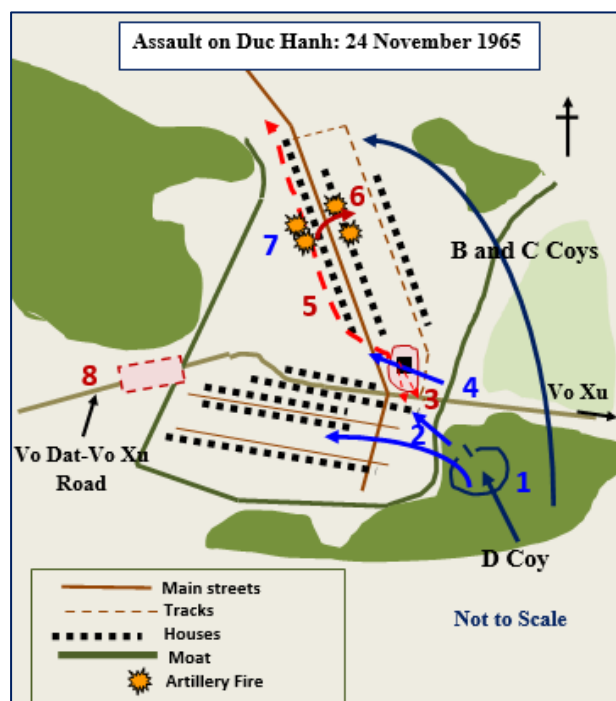 Assault on Duc Hanh: 24 November 1965
6
7
B and C Coys
5
8
4
Vo Xu
3
2
Vo Dat-Vo Xu
Road
1
D Coy
Not to Scale
Main streets
Tracks
Houses
Moat
Artillery Fire